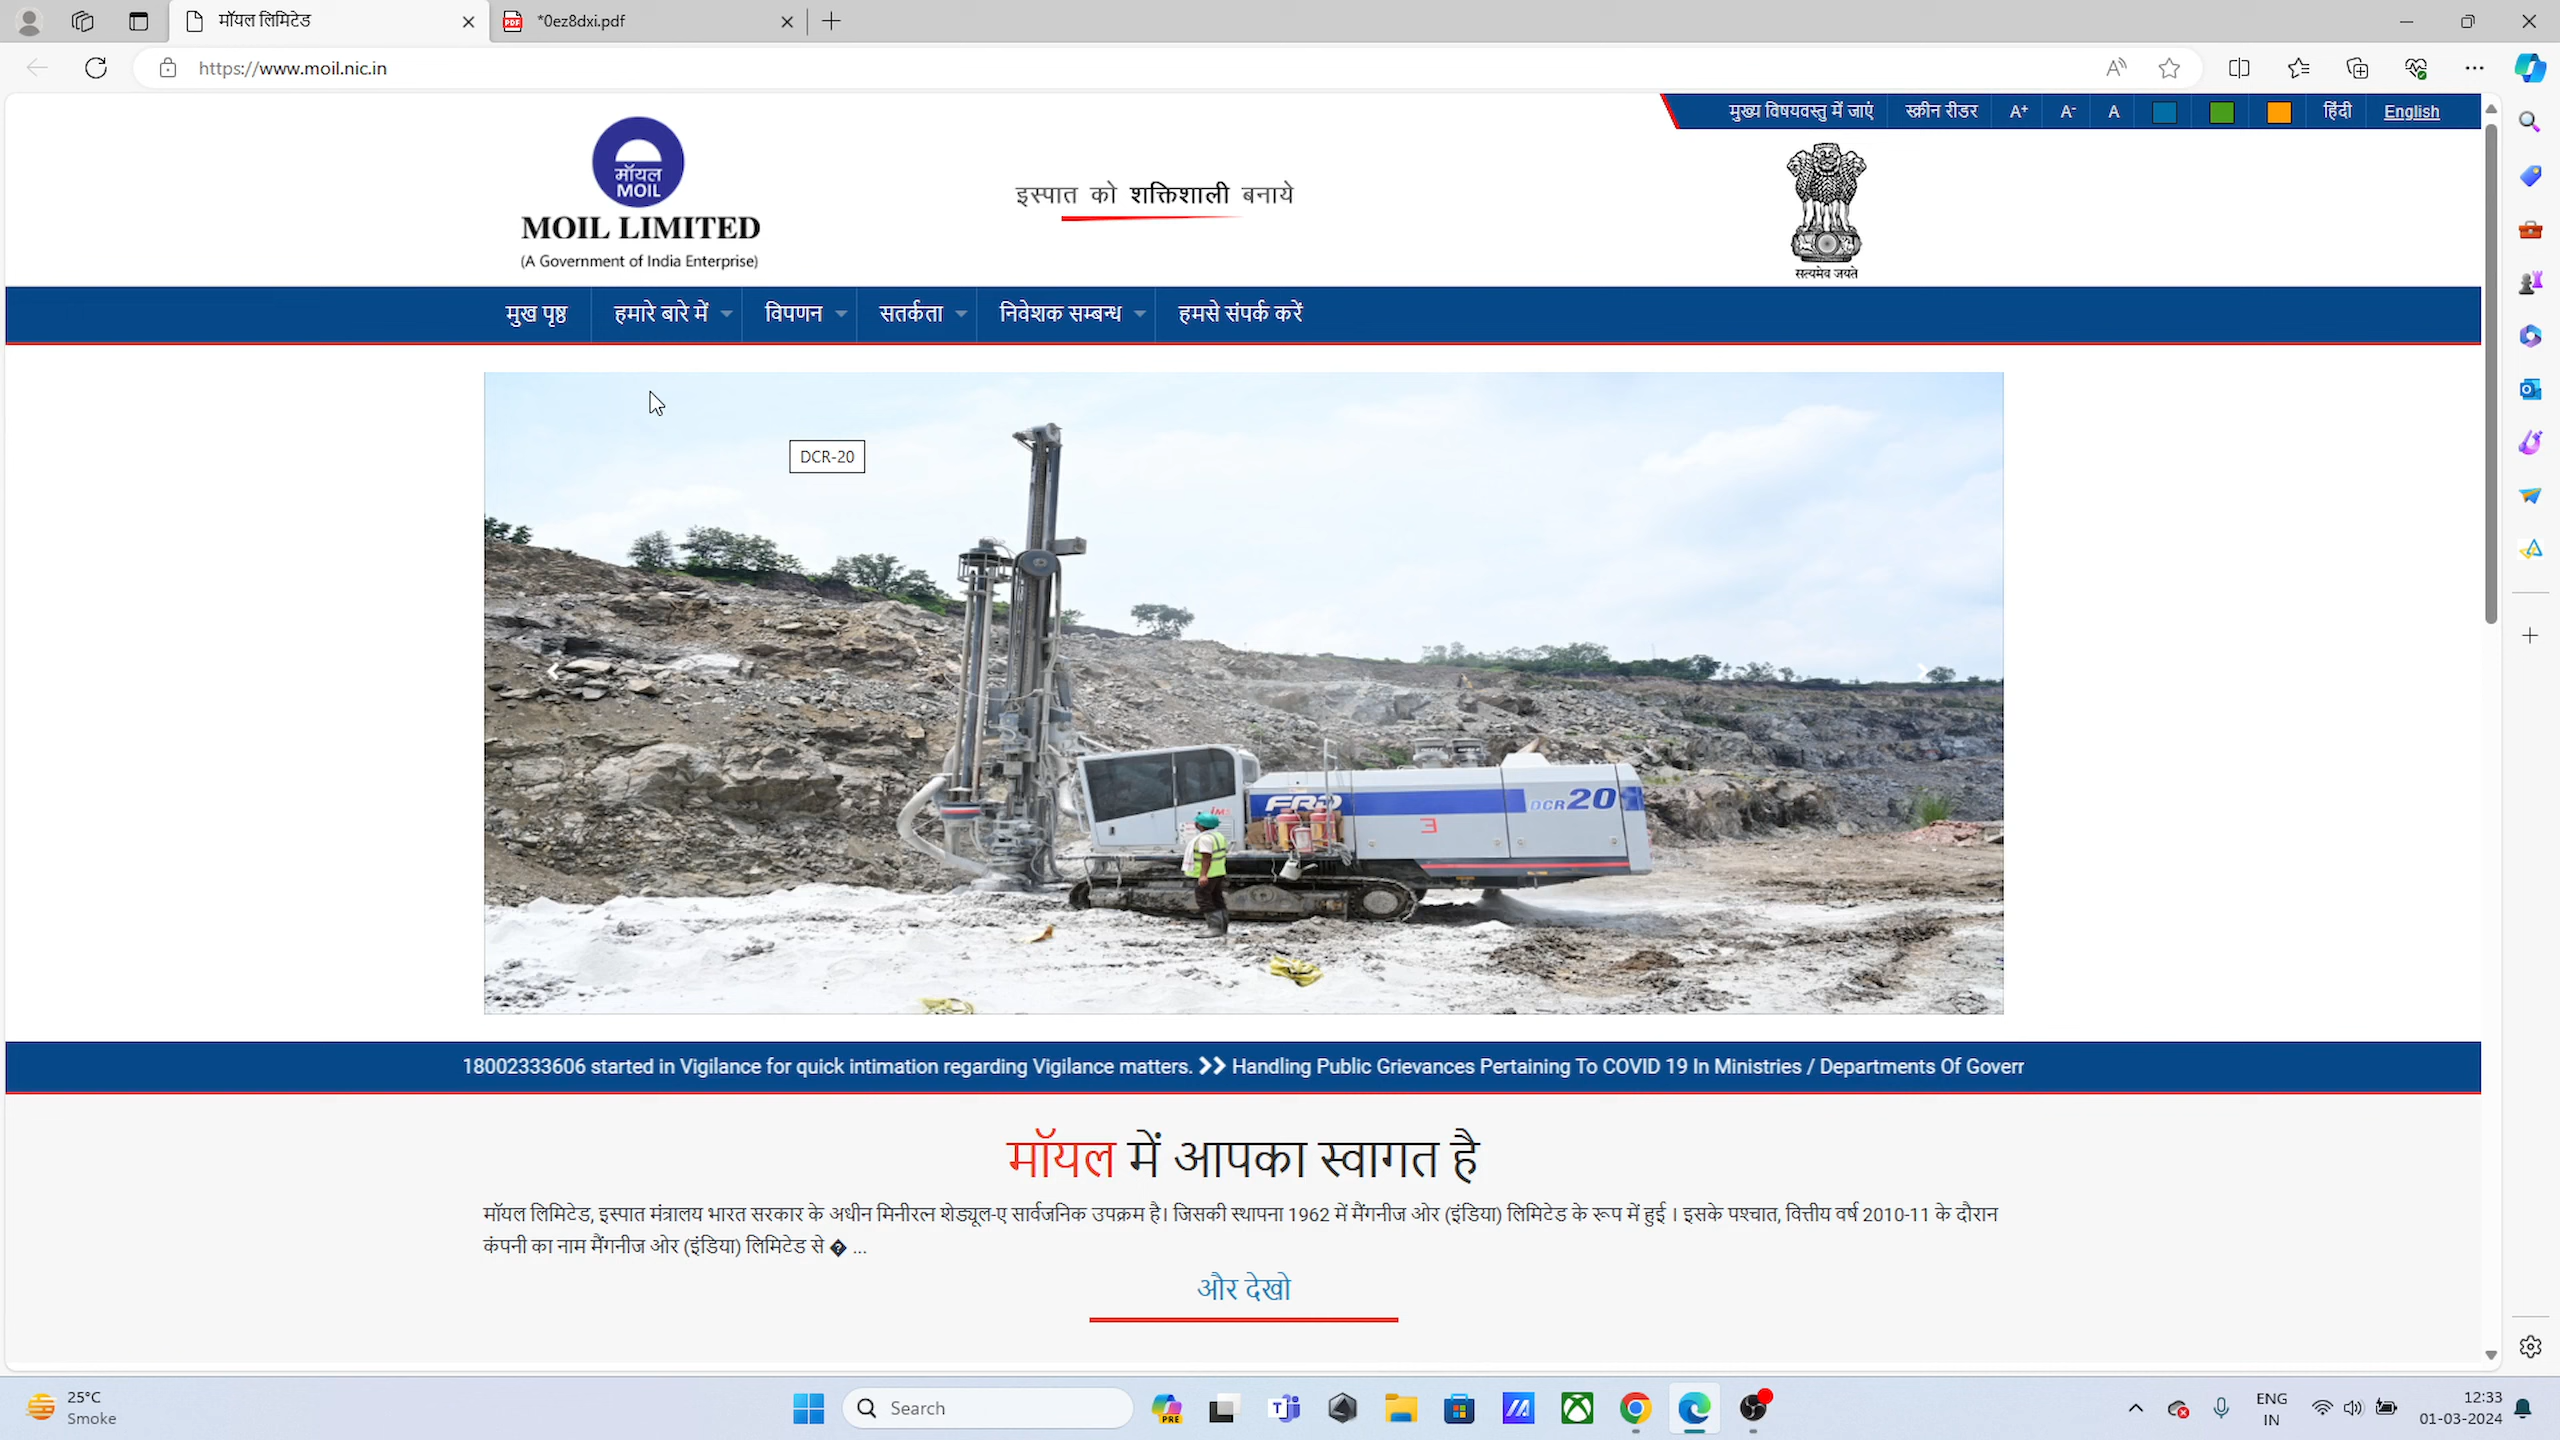 मॉयल लिमिटेड
*0ez8dxi.pdf
https://www.moil.nic.in
मुख्य विषयवस्तु में जाएं स्क्रीन रीडर A+ A- A हिंदी English
मॉयल
MOIL
MOIL LIMITED
(A Government of India Enterprise)
इस्पात को शक्तिशाली बनाये
सत्यमेव जयते
मुख पृष्ठ हमारे बारे में विपणन सतर्कता निवेशक सम्बन्ध हमसे संपर्क करें
DCR-20
FRD DCR20
18002333606 started in Vigilance for quick intimation regarding Vigilance matters. >> Handling Public Grievances Pertaining To COVID 19 In Ministries / Departments Of Goverr
मॉयल में आपका स्वागत है
मॉयल लिमिटेड, इस्पात मंत्रालय भारत सरकार के अधीन मिनीरत्न शेड्यूल-ए सार्वजनिक उपक्रम है। जिसकी स्थापना 1962 में मैंगनीज ओर (इंडिया) लिमिटेड के रूप में हुई । इसके पश्चात, वित्तीय वर्ष 2010-11 के दौरान
कंपनी का नाम मैंगनीज ओर (इंडिया) लिमिटेड से � ...
और देखो
25°C
Smoke
Search
PRE
ENG
IN
12:33
01-03-2024